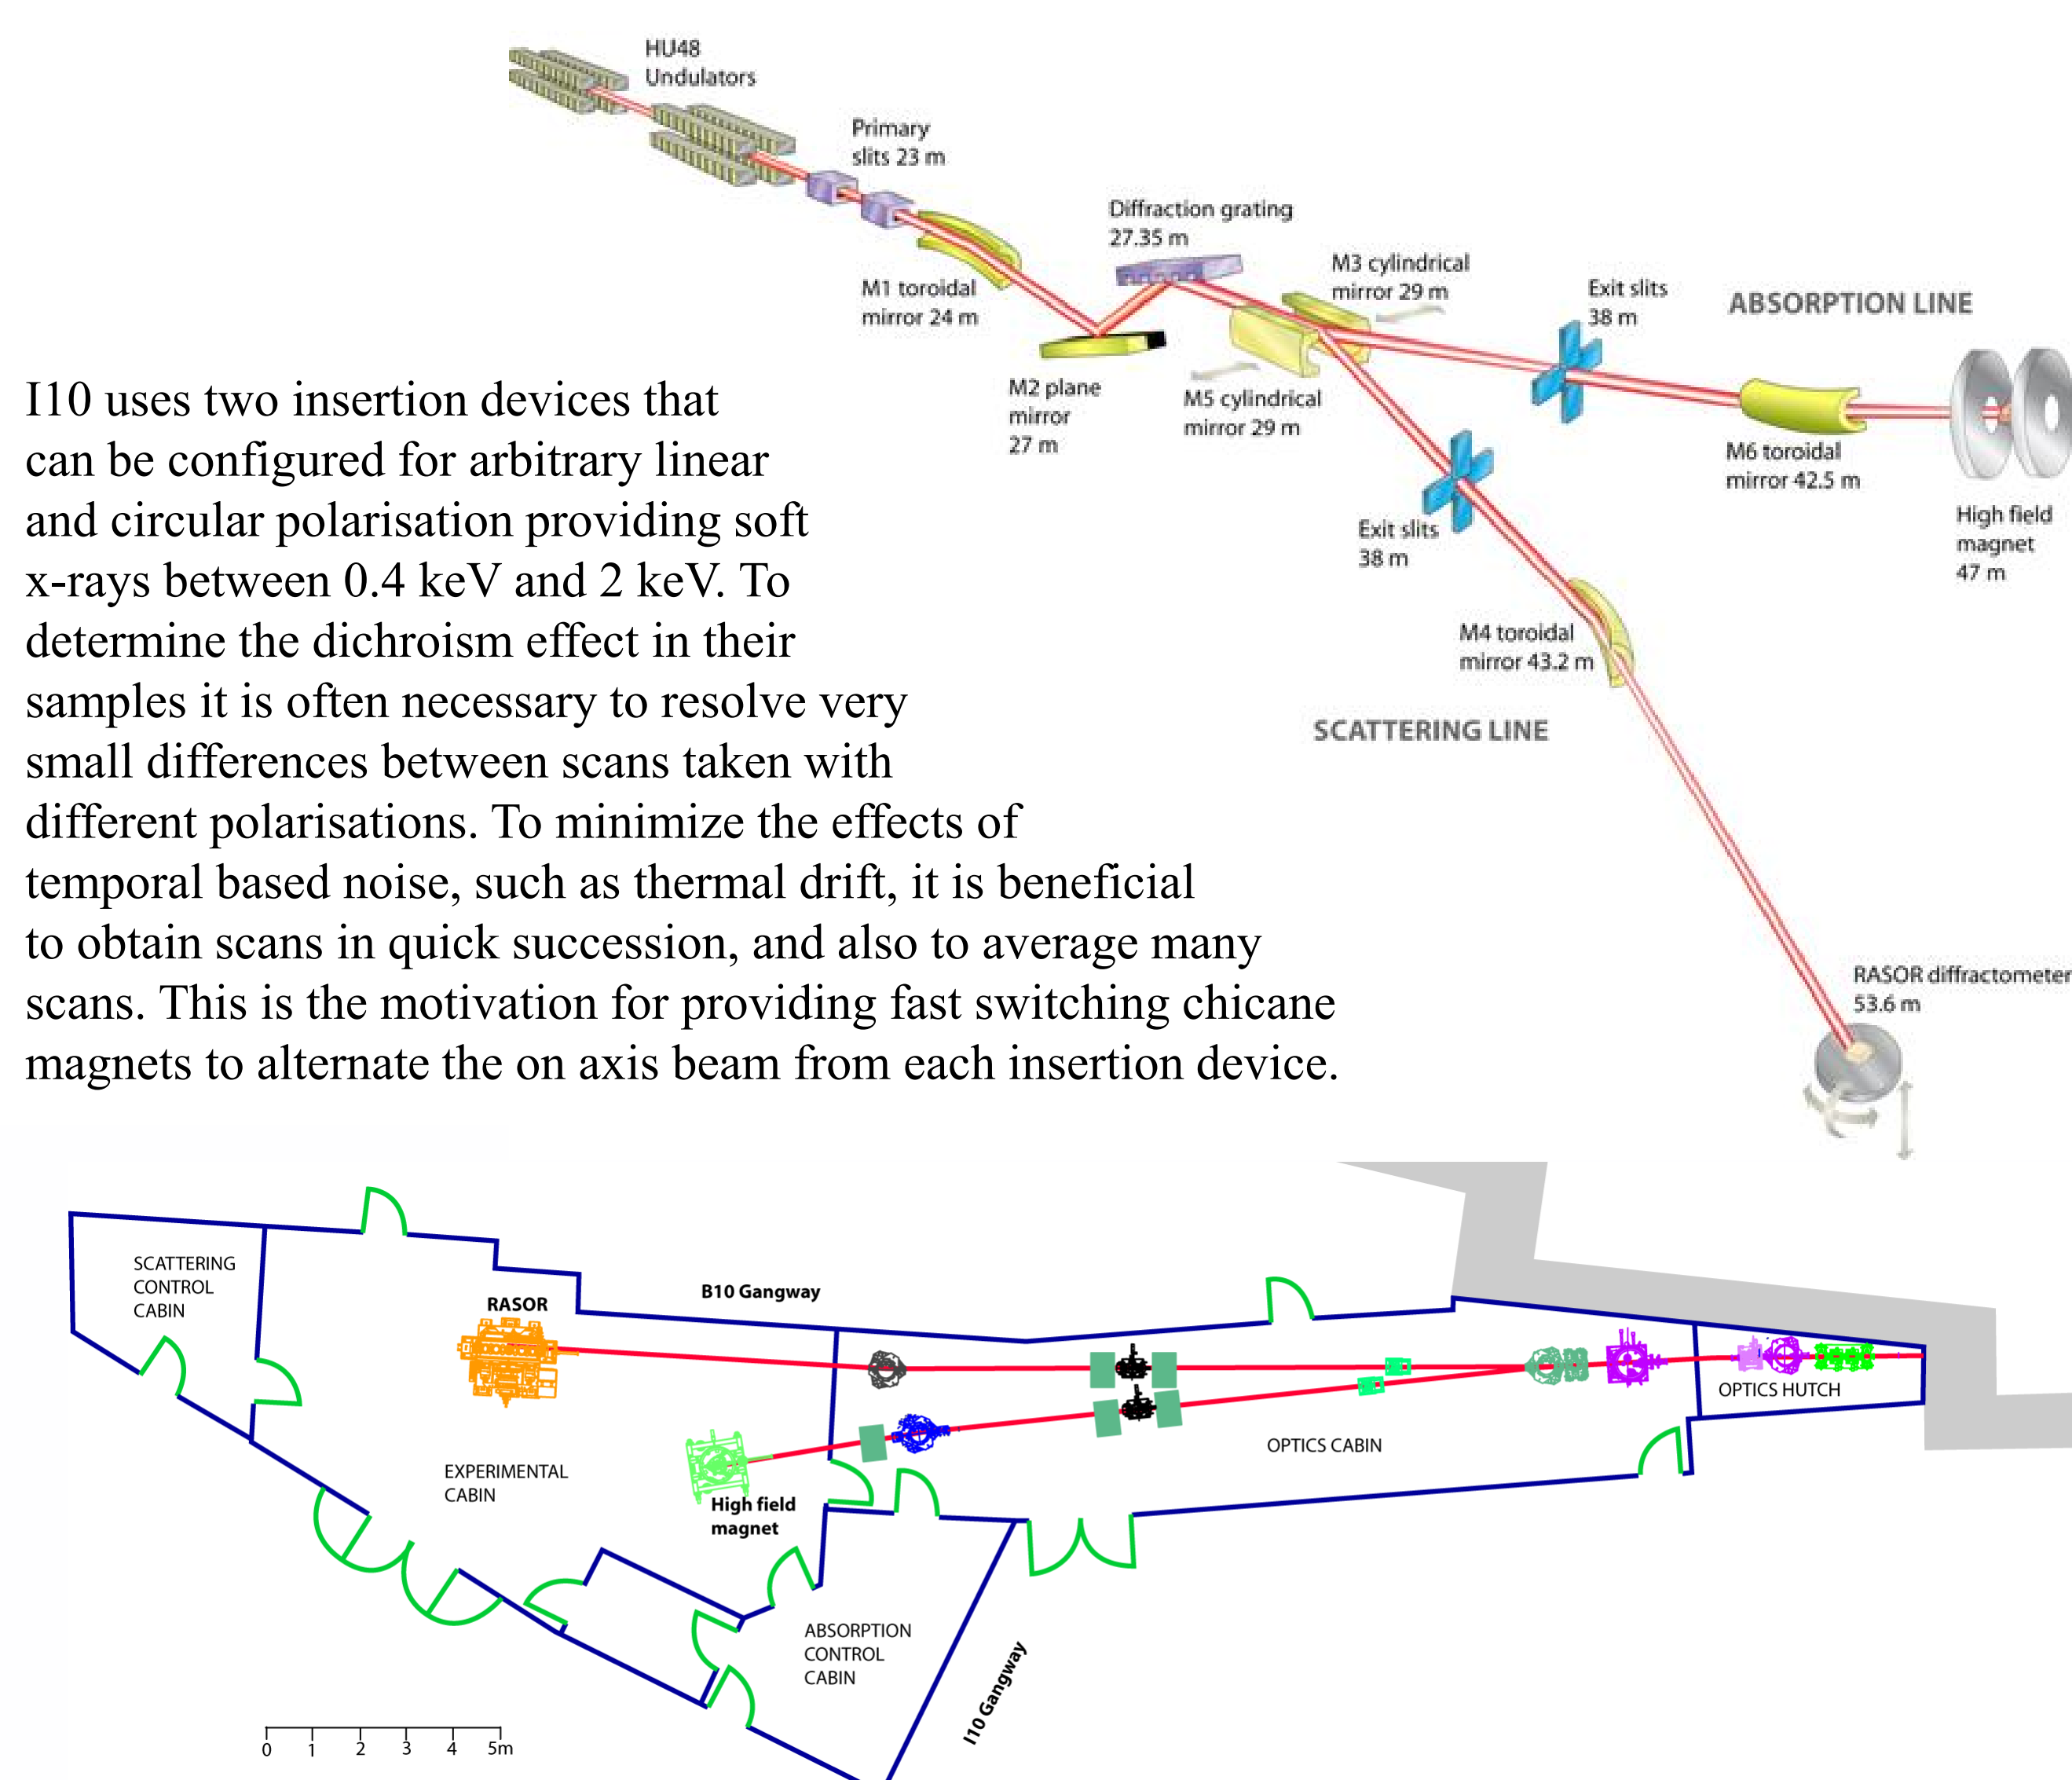 HU48
Undulators
Primary
slits 23 m
Diffraction grating
27.35 m
M3 cylindrical
mirror 29 m
Exit slits
38 m
ABSORPTION LINE
M1 toroidal
mirror 24 m
M2 plane
mirror
27 m
M5 cylindrical
mirror 29 m
M6 toroidal
mirror 42.5 m
High field
magnet
47 m
Exit slits
38 m
M4 toroidal
mirror 43.2 m
SCATTERING LINE
RASOR diffractometer
53.6 m
I10 uses two insertion devices that
can be configured for arbitrary linear
and circular polarisation providing soft
x-rays between 0.4 keV and 2 keV. To
determine the dichroism effect in their
samples it is often necessary to resolve very
small differences between scans taken with
different polarisations. To minimize the effects of
temporal based noise, such as thermal drift, it is beneficial
to obtain scans in quick succession, and also to average many
scans. This is the motivation for providing fast switching chicane
magnets to alternate the on axis beam from each insertion device.
SCATTERING
CONTROL
CABIN
RASOR
B10 Gangway
OPTICS HUTCH
OPTICS CABIN
EXPERIMENTAL
CABIN
High field
magnet
ABSORPTION
CONTROL
CABIN
I10 Gangway
0 1 2 3 4 5m